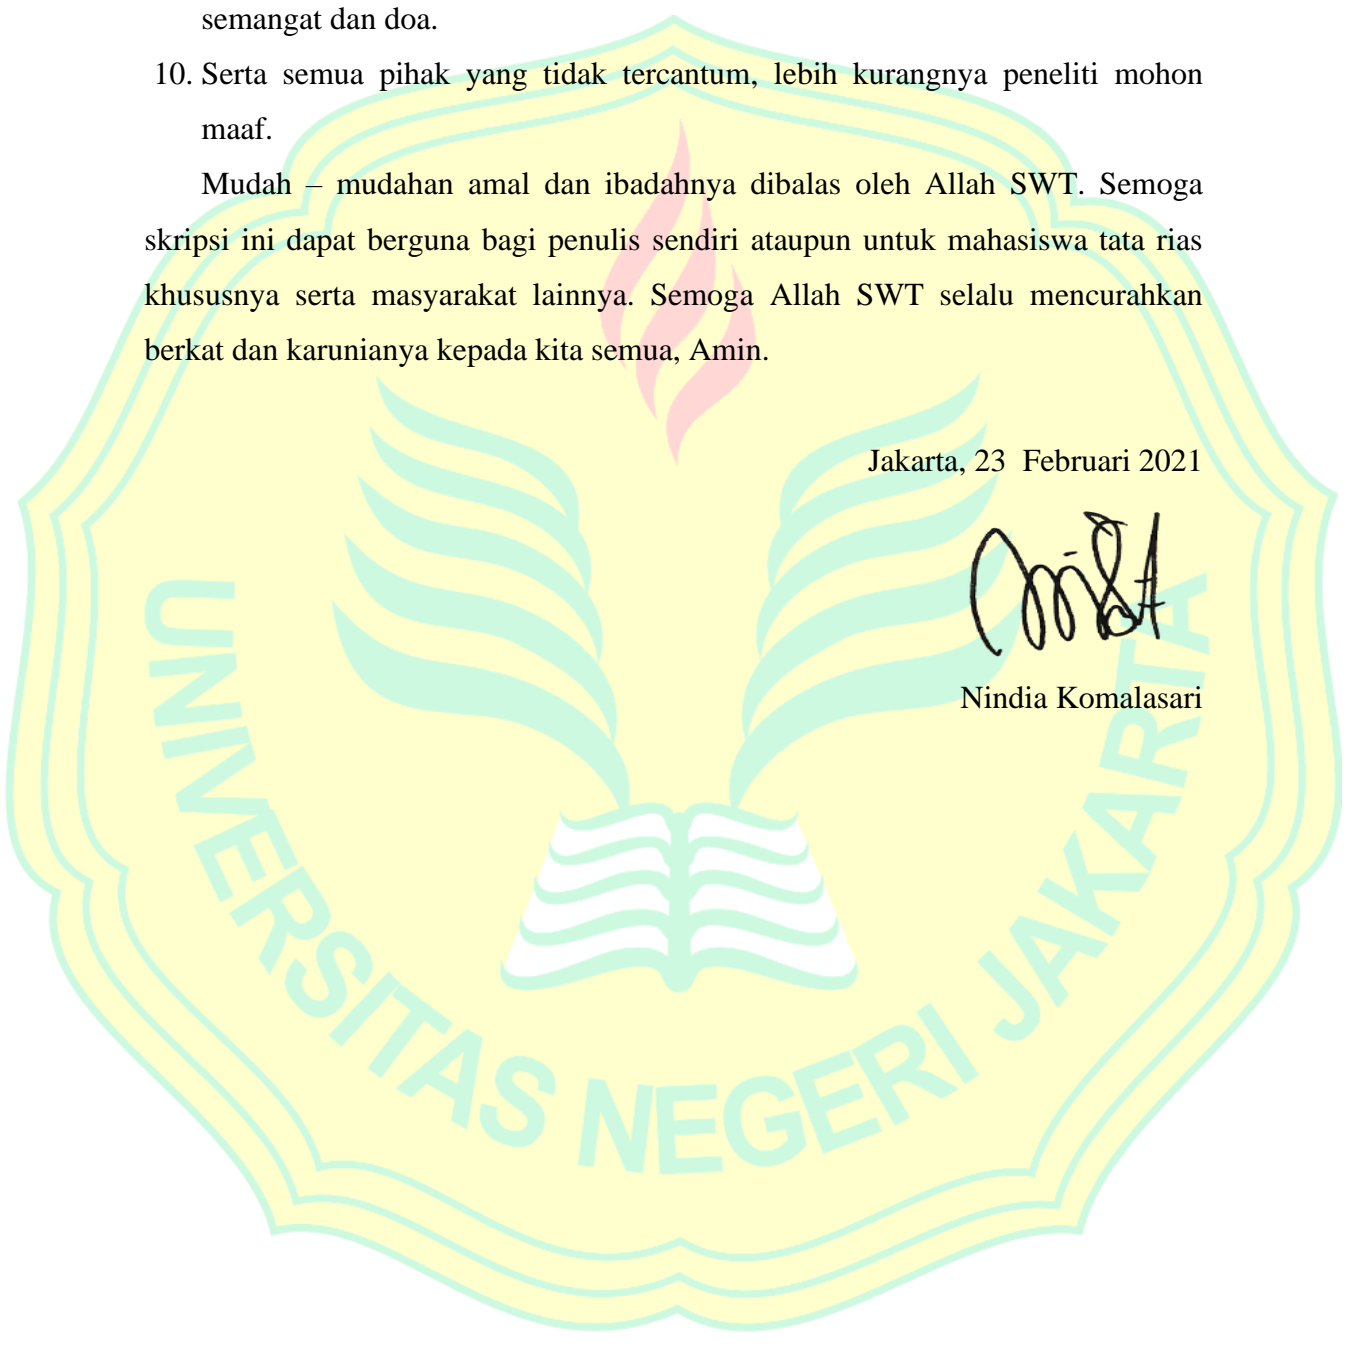 semangat dan doa.
10. Serta semua pihak yang tidak tercantum, lebih kurangnya peneliti mohon
maaf.
Mudah – mudahan amal dan ibadahnya dibalas oleh Allah SWT. Semoga
skripsi ini dapat berguna bagi penulis sendiri ataupun untuk mahasiswa tata rias
khususnya serta masyarakat lainnya. Semoga Allah SWT selalu mencurahkan
berkat dan karunianya kepada kita semua, Amin.
Jakarta, 23 Februari 2021
Nindia Komalasari
UNIVERSITAS NEGERI JAKARTA